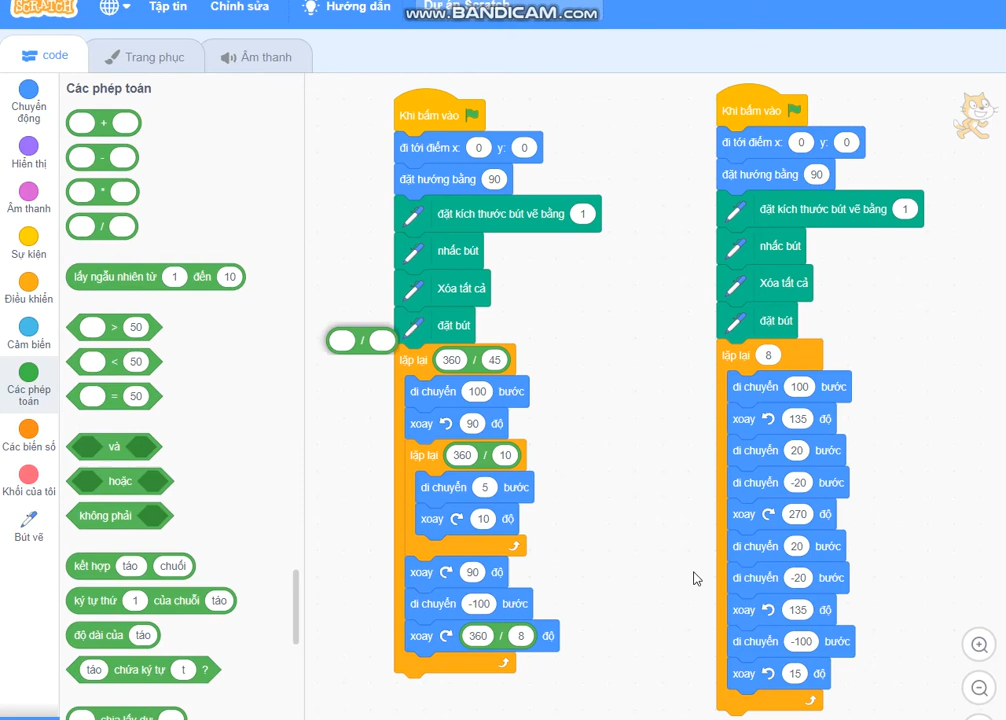 SCRATCH
Tập tin
Chỉnh sửa
Hướng dẫn
Dự án Scratch
www.BANDICAM.com
code
Trang phục
Âm thanh
Chuyển động
Hiển thị
Âm thanh
Sự kiện
Điều khiển
Cảm biến
Các phép toán
Các biến số
Khối của tôi
Bút vẽ
Các phép toán
+
-
*
/
lấy ngẫu nhiên từ 1 đến 10
> 50
< 50
= 50
và
hoặc
không phải
kết hợp táo chuối
ký tự thứ 1 của chuỗi táo
độ dài của táo
táo chứa ký tự t ?
chia lấy dư
/
Khi bấm vào
đi tới điểm x: 0 y: 0
đặt hướng bằng 90
đặt kích thước bút vẽ bằng 1
nhấc bút
Xóa tất cả
đặt bút
lặp lại 360 / 45
di chuyển 100 bước
xoay 90 độ
lặp lại 360 / 10
di chuyển 5 bước
xoay 10 độ
xoay 90 độ
di chuyển -100 bước
xoay 360 / 8 độ
Khi bấm vào
đi tới điểm x: 0 y: 0
đặt hướng bằng 90
đặt kích thước bút vẽ bằng 1
nhấc bút
Xóa tất cả
đặt bút
lặp lại 8
di chuyển 100 bước
xoay 135 độ
di chuyển 20 bước
di chuyển -20 bước
xoay 270 độ
di chuyển 20 bước
di chuyển -20 bước
xoay 135 độ
di chuyển -100 bước
xoay 15 độ